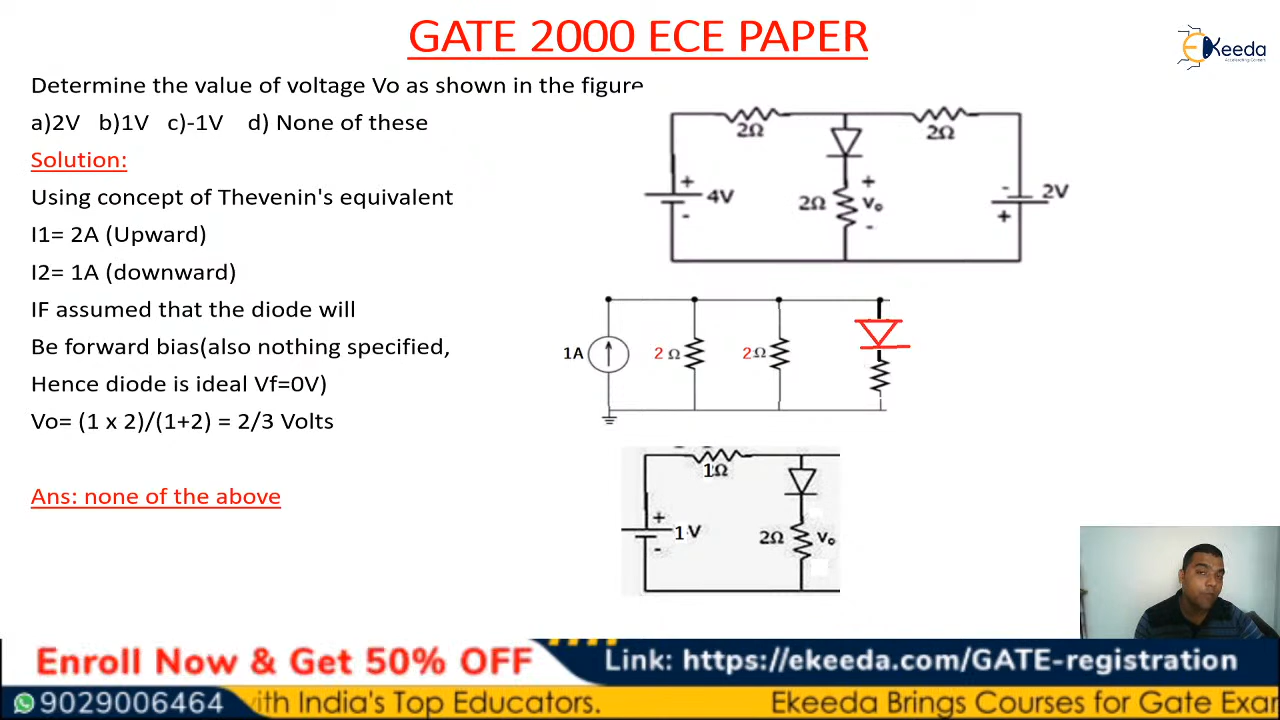 GATE 2000 ECE PAPER
Ekeeda
Determine the value of voltage Vo as shown in the figure
a)2V b)1V c)-1V d) None of these
Solution:
Using concept of Thevenin's equivalent
I1= 2A (Upward)
I2= 1A (downward)
IF assumed that the diode will
Be forward bias(also nothing specified,
Hence diode is ideal Vf=0V)
Vo= (1 x 2)/(1+2) = 2/3 Volts
Ans: none of the above
2Ω 2Ω
+ + - 2V
4V 2Ω Vo
- - +
1A 2 Ω 2Ω
1Ω
+
1V 2Ω Vo
-
Enroll Now & Get 50% OFF
Link: https://ekeeda.com/GATE-registration
9029006464
with India's Top Educators.
Ekeeda Brings Courses for Gate Exar